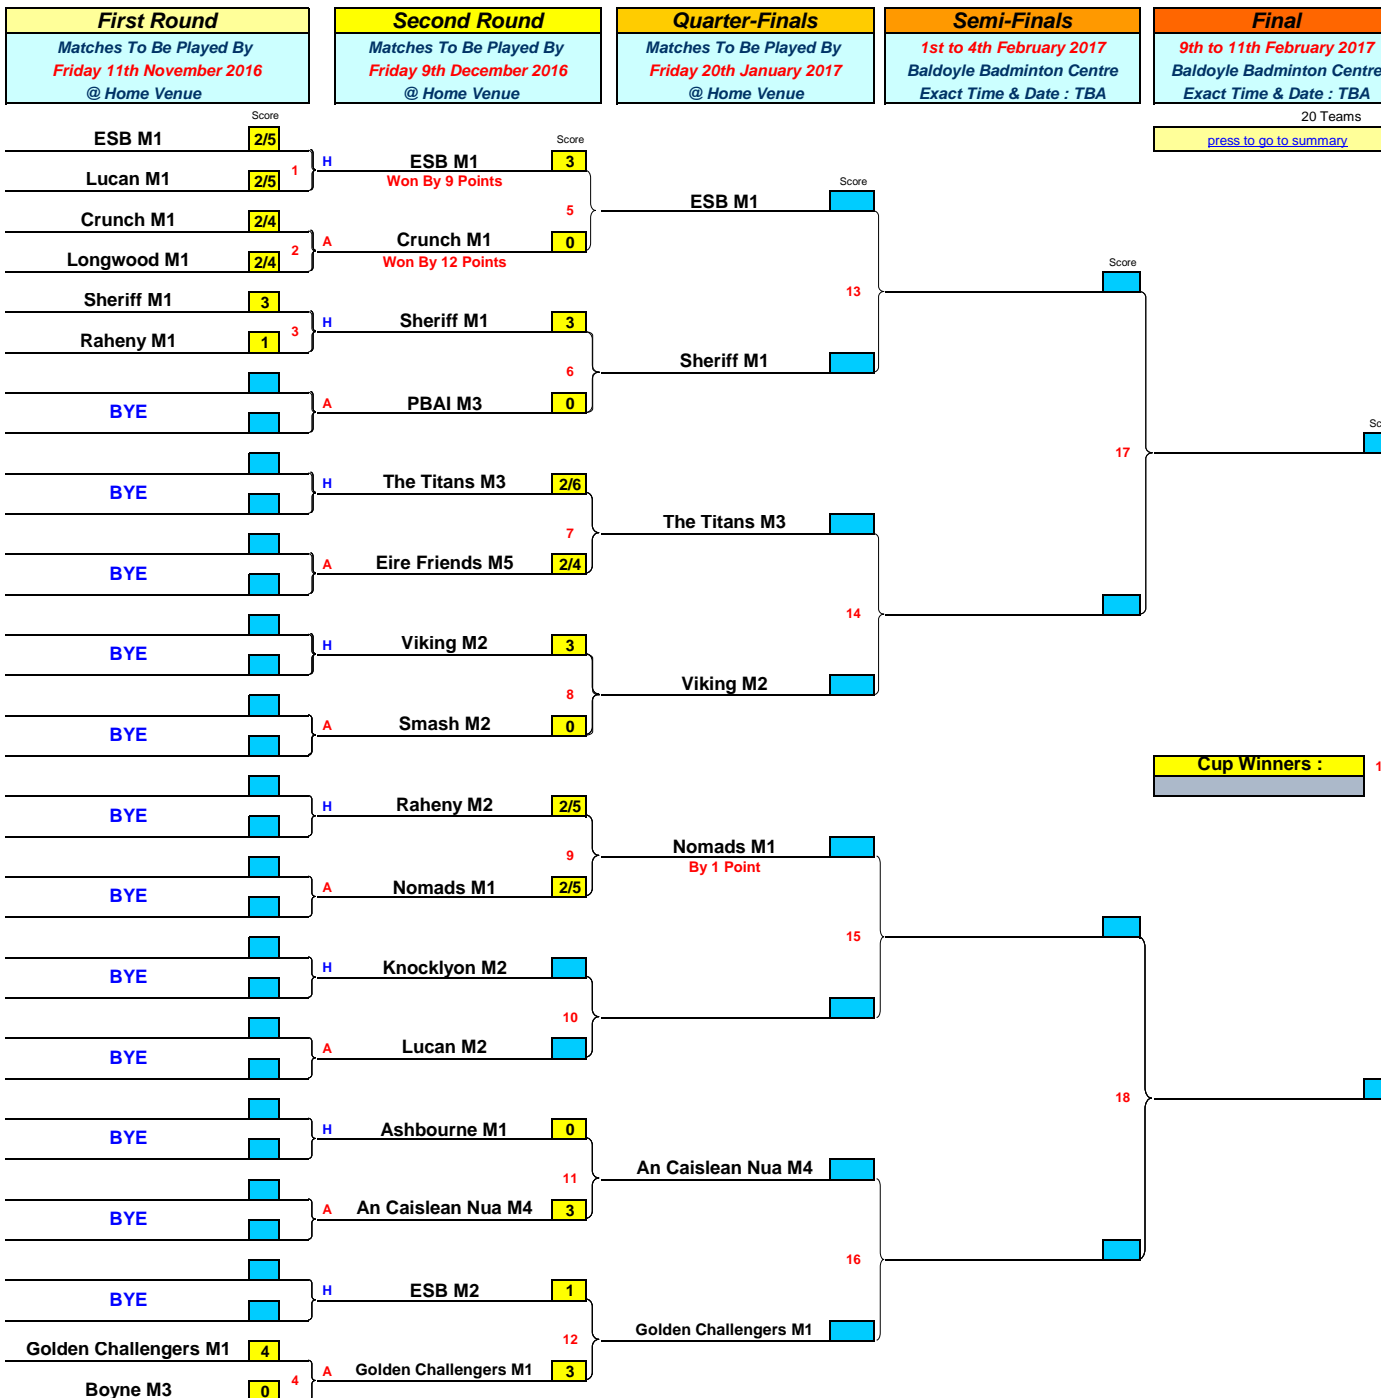 First Round
Matches To Be Played By
Friday 11th November 2016
@ Home Venue
Second Round
Matches To Be Played By
Friday 9th December 2016
@ Home Venue
Quarter-Finals
Matches To Be Played By
Friday 20th January 2017
@ Home Venue
Semi-Finals
1st to 4th February 2017
Baldoyle Badminton Centre
Exact Time & Date : TBA
Final
9th to 11th February 2017
Baldoyle Badminton Centre
Exact Time & Date : TBA
20 Teams
press to go to summary
Score
ESB M1 2/5
1
Lucan M1 2/5
Crunch M1 2/4
2
Longwood M1 2/4
Sheriff M1 3
3
Raheny M1 1
BYE
BYE
BYE
BYE
BYE
BYE
BYE
BYE
BYE
BYE
BYE
BYE
Golden Challengers M1 4
4
Boyne M3 0
Score
H ESB M1 3
Won By 9 Points
5
A Crunch M1 0
Won By 12 Points
H Sheriff M1 3
6
A PBAI M3 0
H The Titans M3 2/6
7
A Eire Friends M5 2/4
H Viking M2 3
8
A Smash M2 0
H Raheny M2 2/5
9
A Nomads M1 2/5
H Knocklyon M2
10
A Lucan M2
H Ashbourne M1 0
11
A An Caislean Nua M4 3
H ESB M2 1
12
A Golden Challengers M1 3
Score
ESB M1
13
Sheriff M1
The Titans M3
14
Viking M2
Nomads M1
By 1 Point
15
An Caislean Nua M4
16
Golden Challengers M1
Score
17
18
Sc
Cup Winners :
1